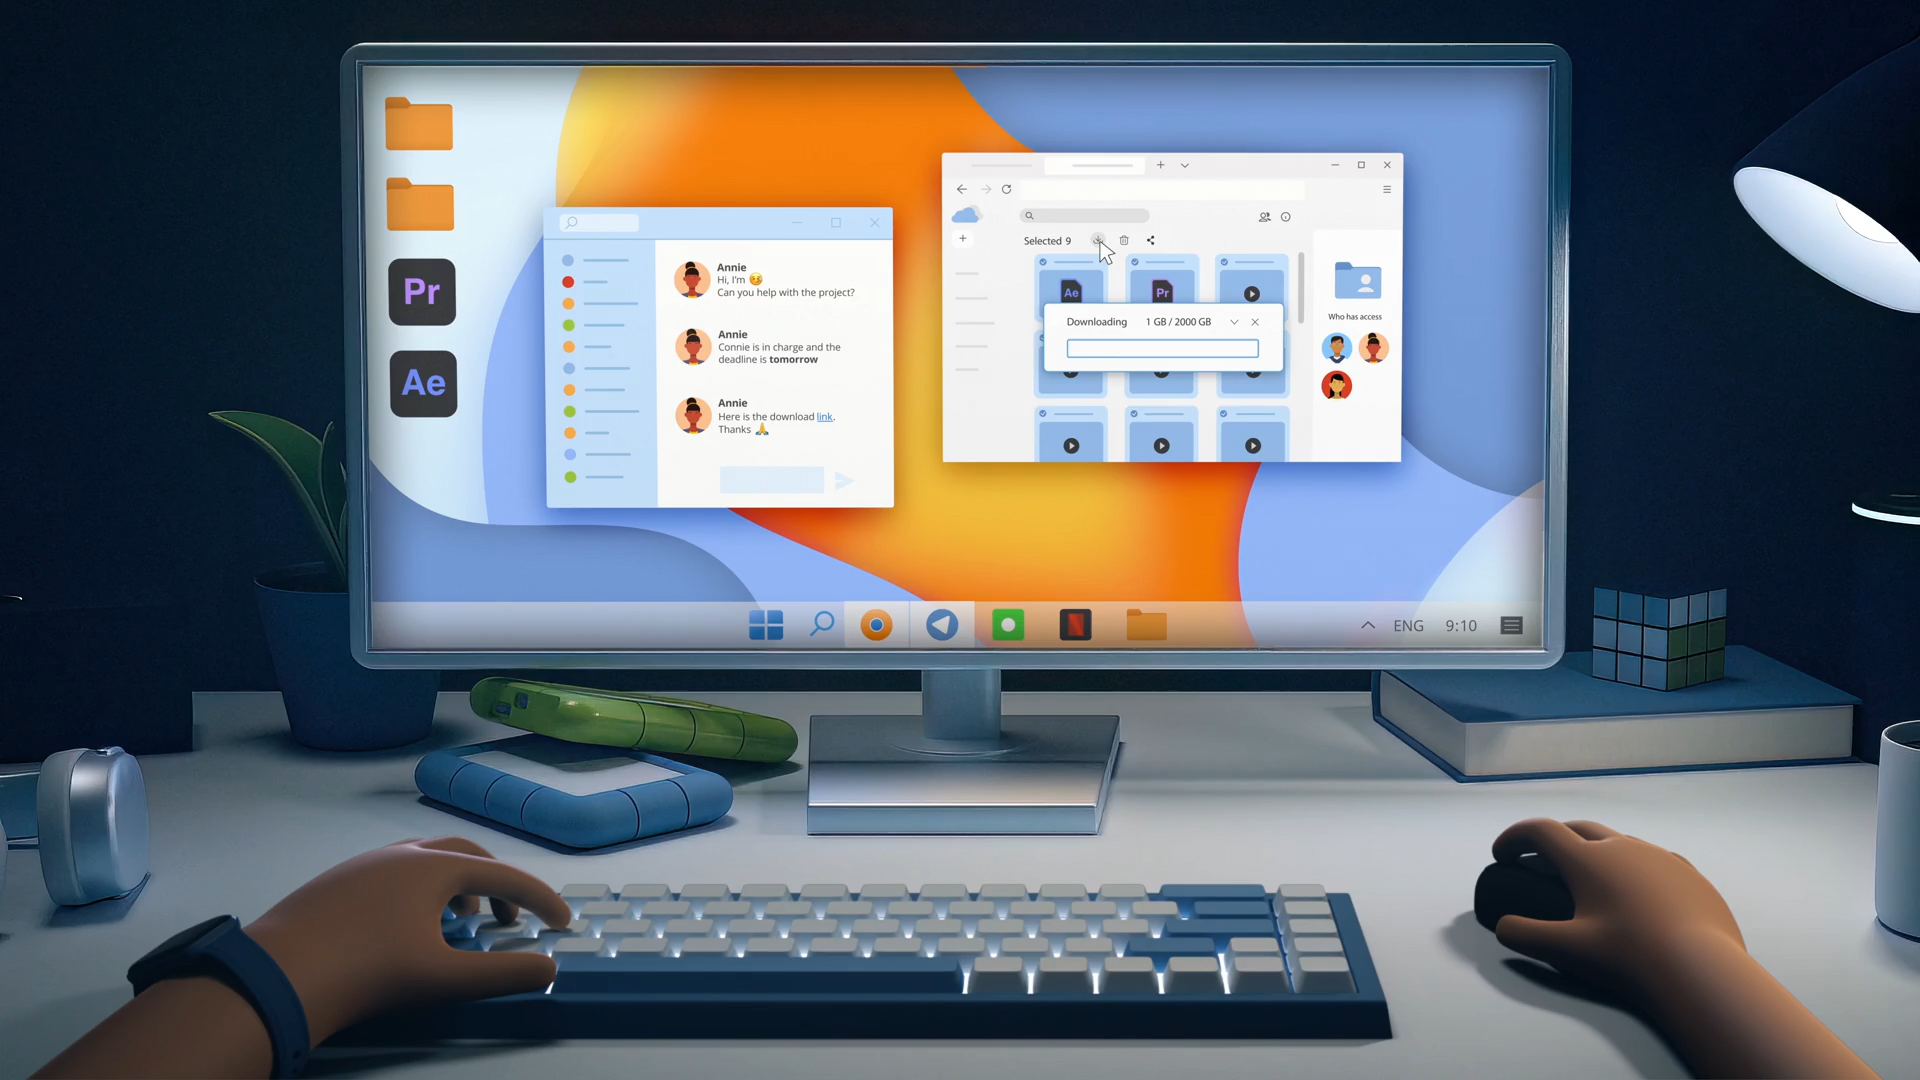 Pr
Ae
Annie
Hi, I'm 🤒
Can you help with the project?
Annie
Connie is in charge and the
deadline is tomorrow
Annie
Here is the download link.
Thanks 🙏
Selected 9
Ae
Pr
Downloading 1 GB / 2000 GB
Who has access
ENG 9:10